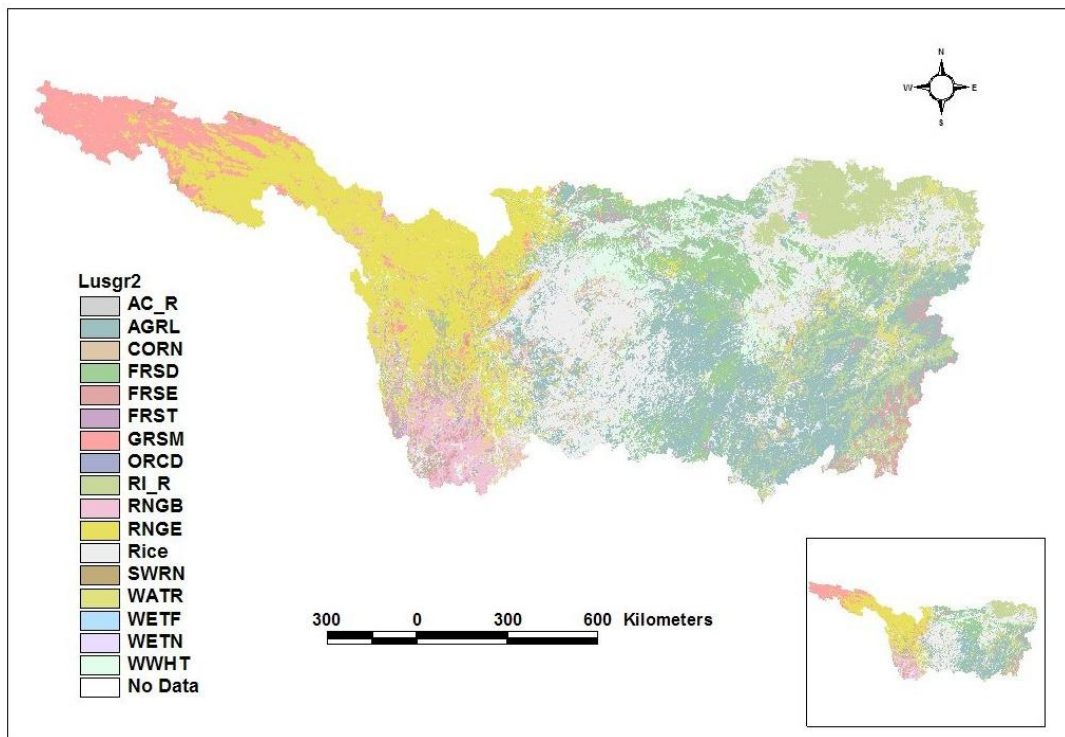 N
W E
S
Lusgr2
AC_R
AGRL
CORN
FRSD
FRSE
FRST
GRSM
ORCD
RI_R
RNGB
RNGE
Rice
SWRN
WATR
WETF
WETN
WWHT
No Data
300 0 300 600 Kilometers